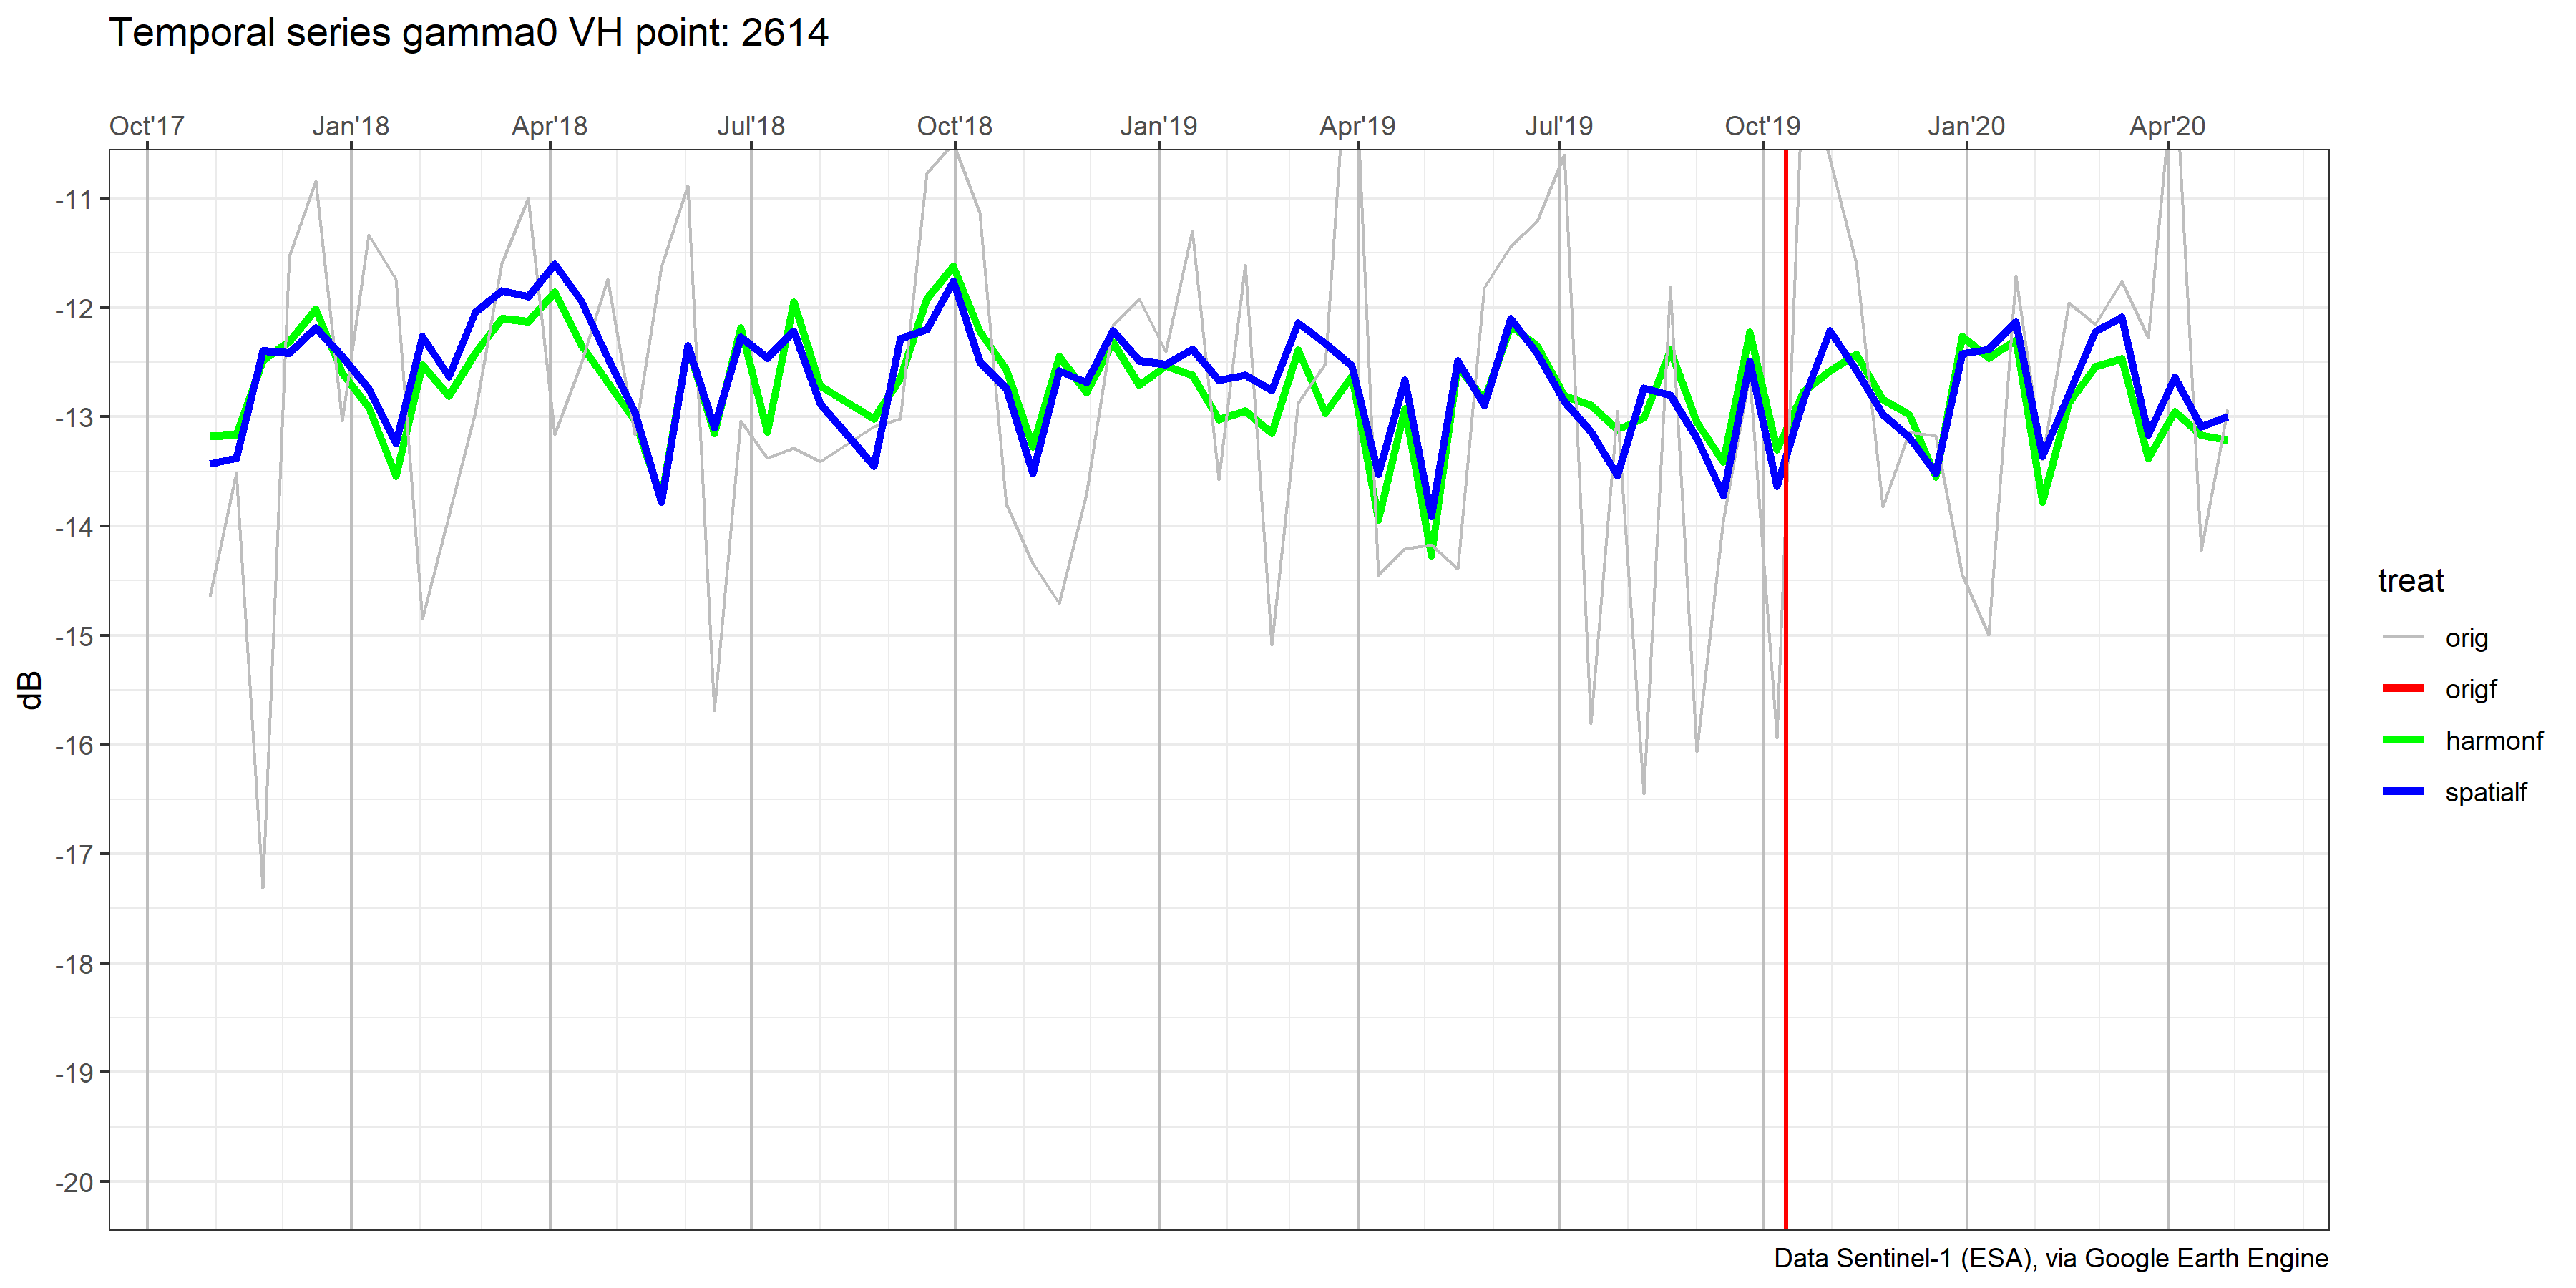 Temporal series gamma0 VH point: 2614
Oct'17 Jan'18 Apr'18 Jul'18 Oct'18 Jan'19 Apr'19 Jul'19 Oct'19 Jan'20 Apr'20
-11
-12
-13
-14
-15
-16
-17
-18
-19
-20
dB
treat
orig
origf
harmonf
spatialf
Data Sentinel-1 (ESA), via Google Earth Engine